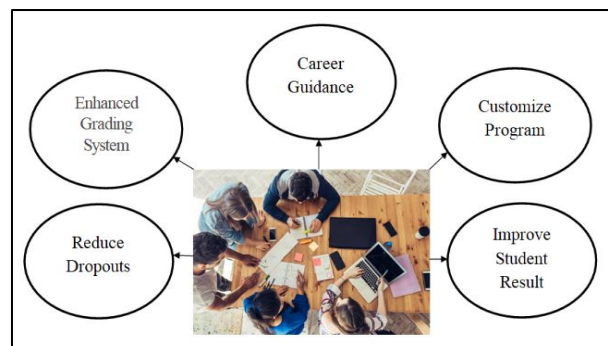 Career
Guidance
Enhanced
Grading
System
Customize
Program
Reduce
Dropouts
Improve
Student
Result